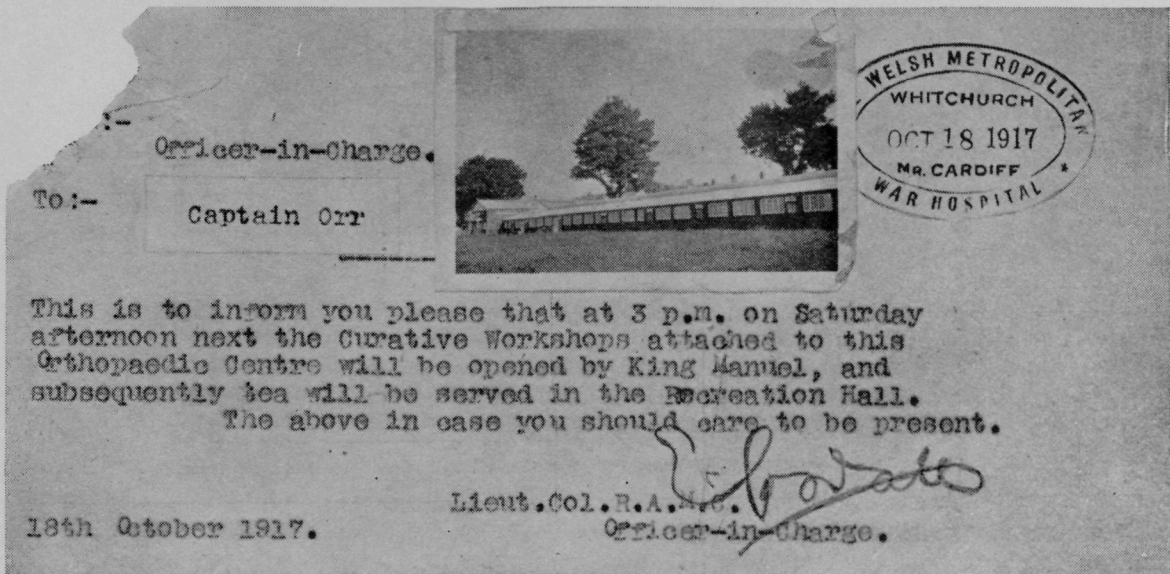 :-
Officer-in-Charge.
To:-
Captain Orr
WELSH METROPOLITAN
WHITCHURCH
OCT 18 1917
NR. CARDIFF
WAR HOSPITAL *
This is to inform you please that at 3 p.m. on Saturday
afternoon next the Curative Workshops attached to this
Orthopaedic Centre will be opened by King Manuel, and
subsequently tea will be served in the Recreation Hall.
The above in case you should care to be present.
Lieut.Col.R.A.M.C.
18th October 1917.
Officer-in-Charge.